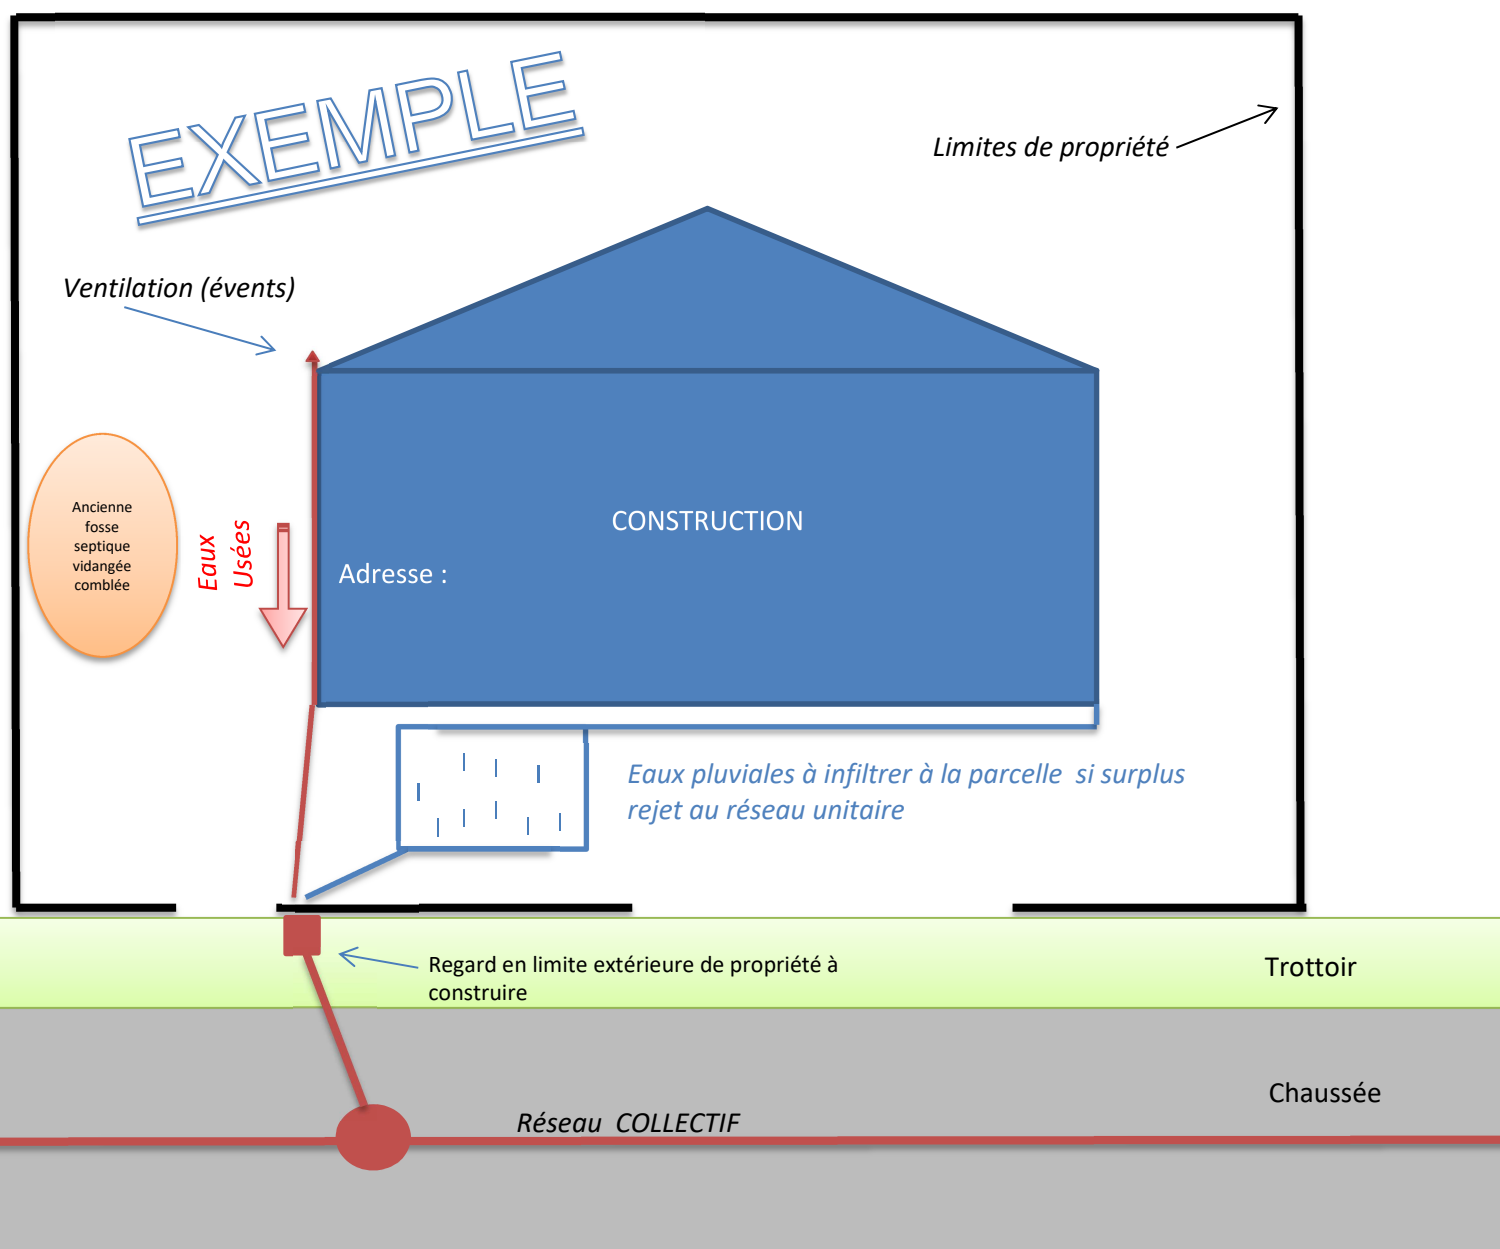 EXEMPLE
Limites de propriété
Ventilation (évents)
Ancienne
fosse
septique
vidangée
comblée
Eaux
Usées
CONSTRUCTION
Adresse :
Eaux pluviales à infiltrer à la parcelle  si surplus
rejet au réseau unitaire
Regard en limite extérieure de propriété à
construire
Trottoir
Chaussée
Réseau  COLLECTIF